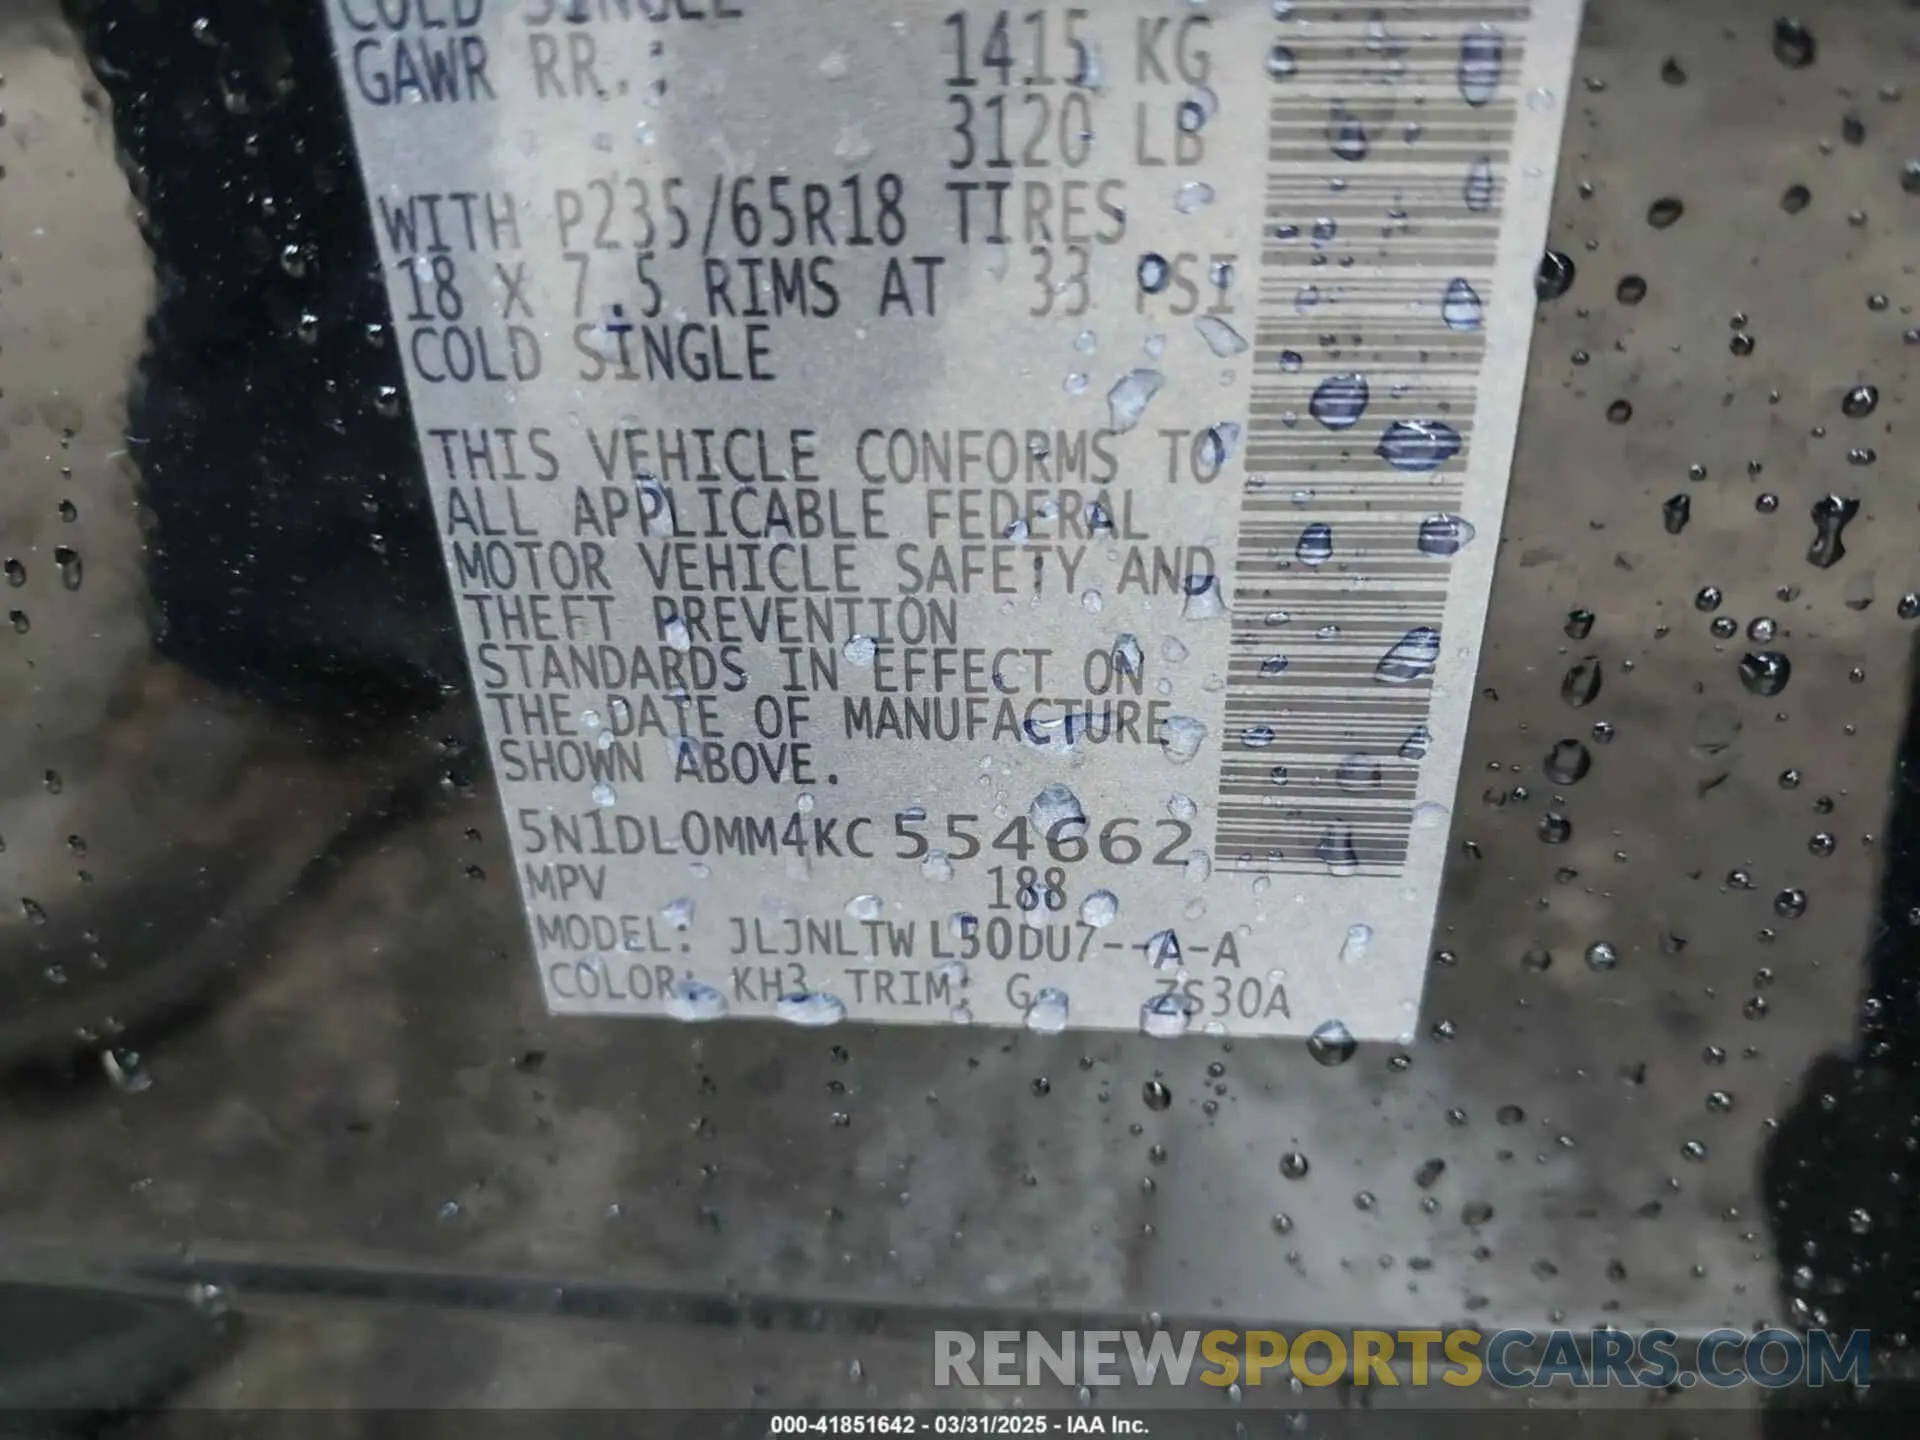 COLD SINGLE
GAWR RR.: 1415 KG
3120 LB
WITH P235/65R18 TIRES
18 X 7.5 RIMS AT 33 PSI
COLD SINGLE
THIS VEHICLE CONFORMS TO
ALL APPLICABLE FEDERAL
MOTOR VEHICLE SAFETY AND
THEFT PREVENTION
STANDARDS IN EFFECT ON
THE DATE OF MANUFACTURE
SHOWN ABOVE.
5N1DL0MM4KC554662
MPV 188
MODEL: JLJNLTWL50DU7--A-A
COLOR: KH3 TRIM: G ZS30A
RENEWSPORTSCARS.COM
000-41851642 - 03/31/2025 - IAA Inc.